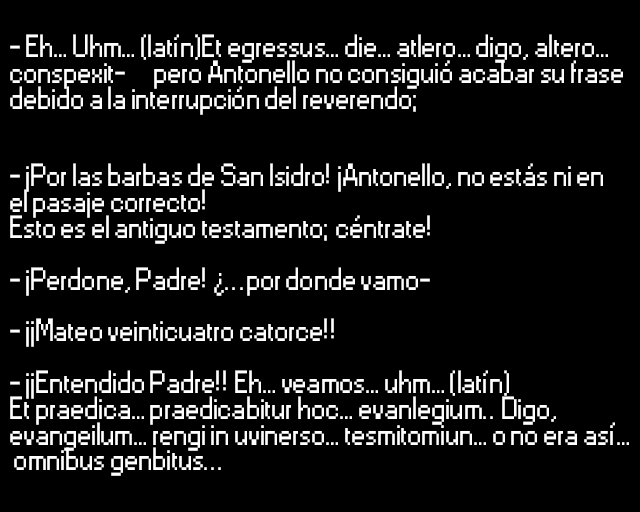 - Eh... Uhm... (latín)Et egressus... die... atlero... digo, altero...
conspexit- pero Antonello no consiguió acabar su frase
debido a la interrupción del reverendo;
- ¡Por las barbas de San Isidro! ¡Antonello, no estás ni en
el pasaje correcto!
Esto es el antiguo testamento; céntrate!
- ¡Perdone, Padre! ¿...por donde vamo-
- ¡¡Mateo veinticuatro catorce!!
- ¡¡Entendido Padre!! Eh... veamos... uhm... (latín)
Et praedica... praedicabitur hoc... evanlegium.. Digo,
evangeilum... rengi in uvinerso... tesmitomiun... o no era así...
omnibus genbitus...